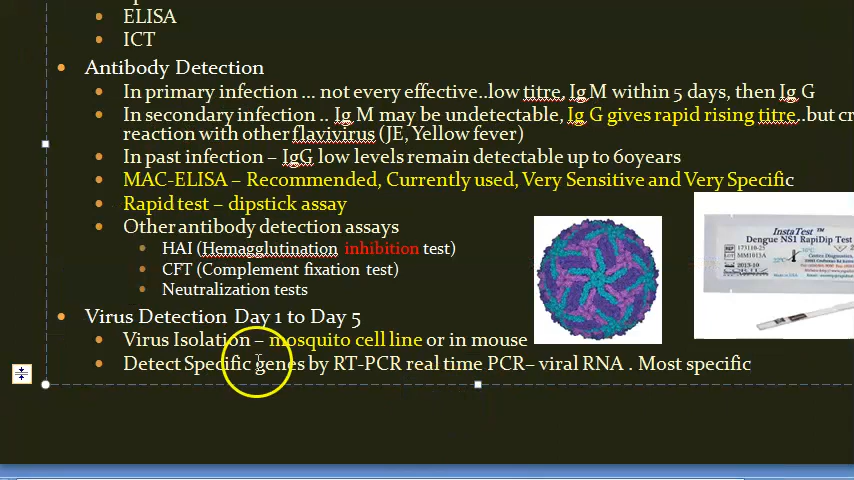 ELISA
ICT
Antibody Detection
In primary infection ... not every effective..low titre, Ig M within 5 days, then Ig G
In secondary infection .. Ig M may be undetectable, Ig G gives rapid rising titre..but cr
reaction with other flavivirus (JE, Yellow fever)
In past infection – IgG low levels remain detectable up to 60years
MAC-ELISA – Recommended, Currently used, Very Sensitive and Very Specific
Rapid test – dipstick assay
Other antibody detection assays
HAI (Hemagglutination inhibition test)
CFT (Complement fixation test)
Neutralization tests
InstaTest™
Dengue NS1 RapiDip Test
Virus Detection Day 1 to Day 5
Virus Isolation – mosquito cell line or in mouse
Detect Specific genes by RT-PCR real time PCR– viral RNA . Most specific